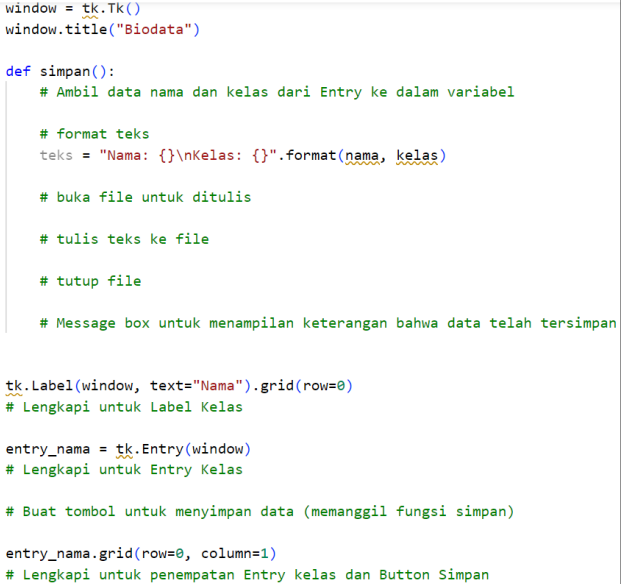 window = tk.Tk()
window.title("Biodata")
def simpan():
# Ambil data nama dan kelas dari Entry ke dalam variabel
# format teks
teks = "Nama: {}\nKelas: {}".format(nama, kelas)
# buka file untuk ditulis
# tulis teks ke file
# tutup file
# Message box untuk menampilan keterangan bahwa data telah tersimpan
tk.Label(window, text="Nama").grid(row=0)
# Lengkapi untuk Label Kelas
entry_nama = tk.Entry(window)
# Lengkapi untuk Entry Kelas
# Buat tombol untuk menyimpan data (memanggil fungsi simpan)
entry_nama.grid(row=0, column=1)
# Lengkapi untuk penempatan Entry kelas dan Button Simpan